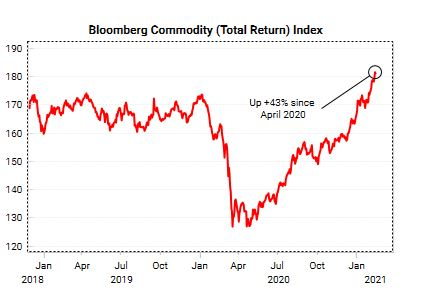 Bloomberg Commodity (Total Return) Index
190
180
170
160
150
140
130
120
Up +43% since
April 2020
Jan Apr Jul Oct Jan Apr Jul Oct Jan
2018 2019 2020 2021